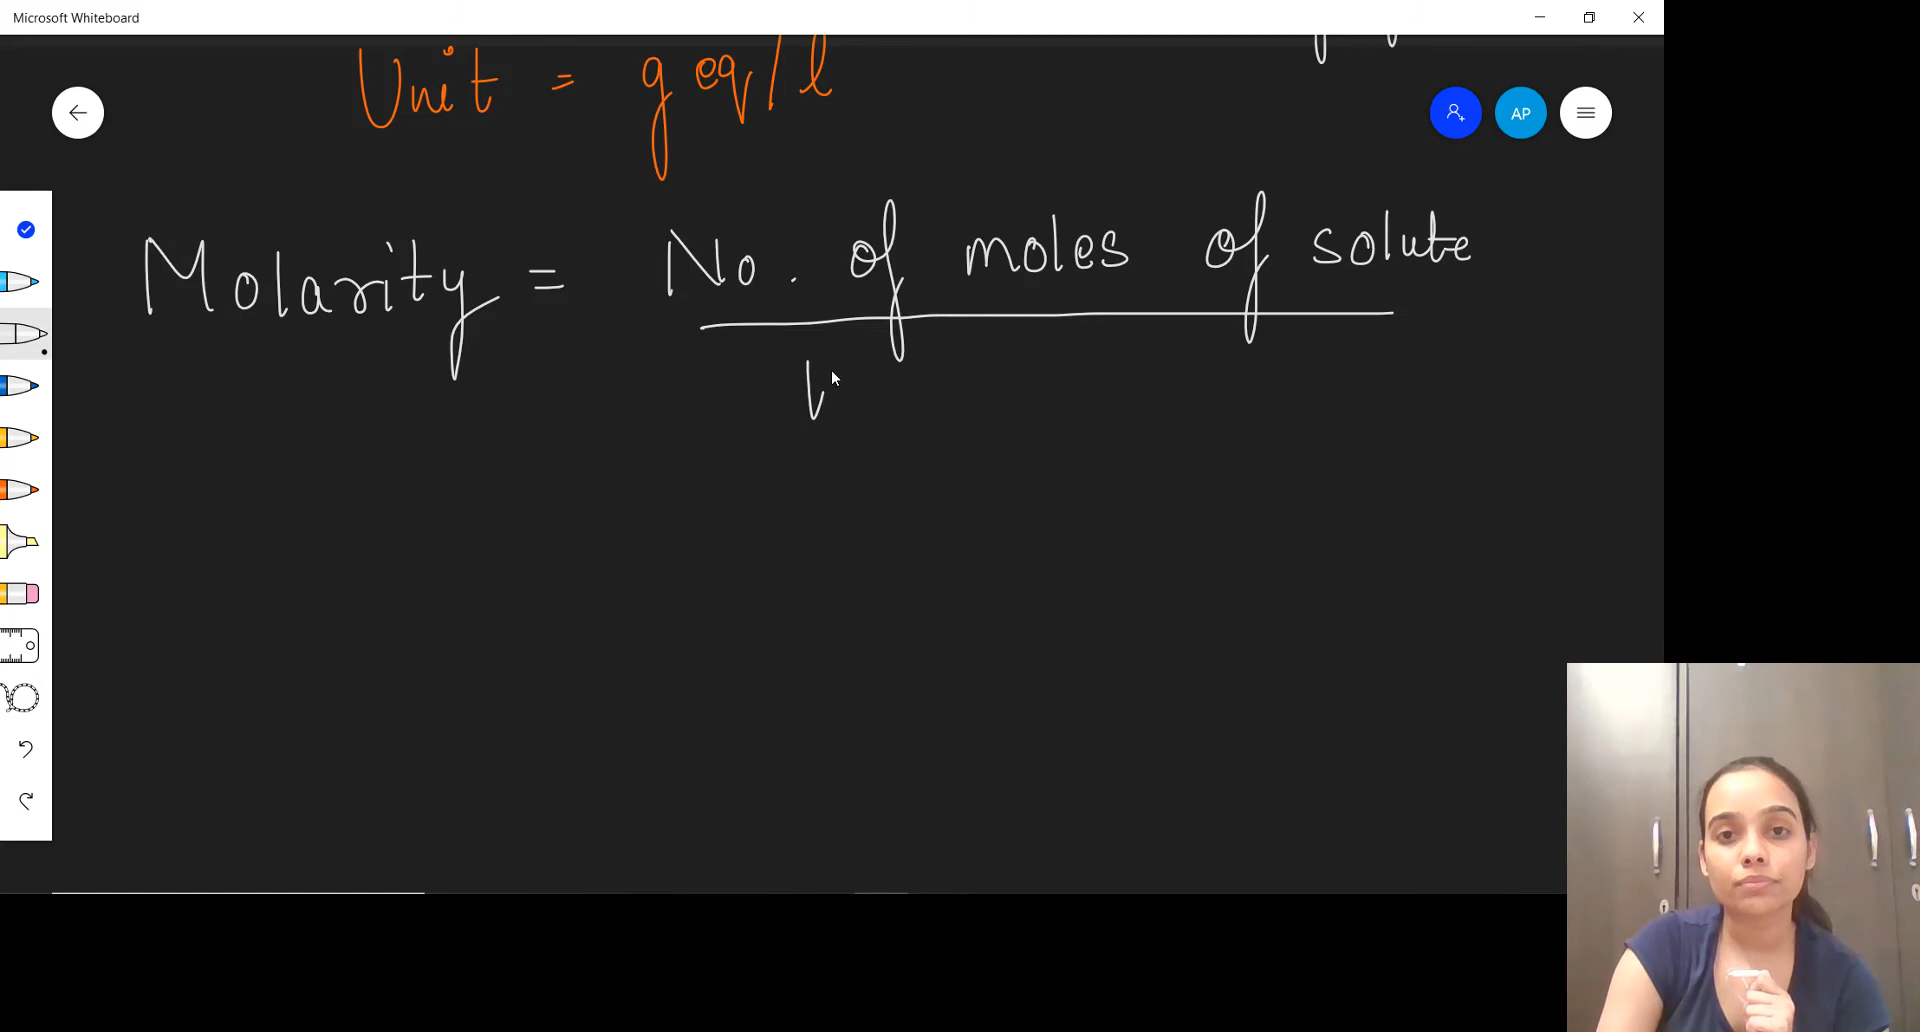 Microsoft Whiteboard
Unit = g eq/l
AP
Molarity = No. of moles of solute